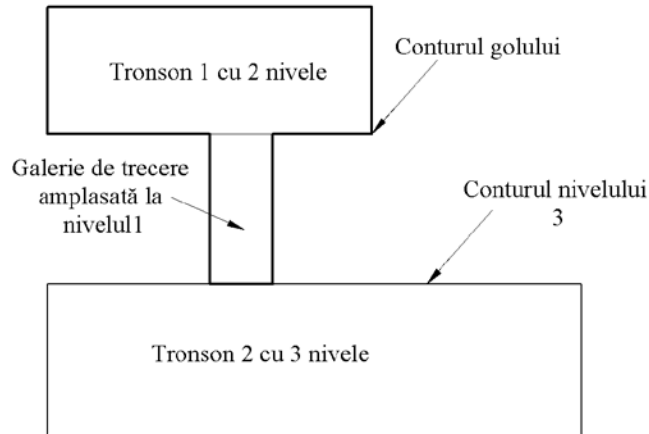 Conturul golului
Tronson 1 cu 2 nivele
Galerie de trecere
amplasată la
nivelul1
Conturul nivelului
3
Tronson 2 cu 3 nivele